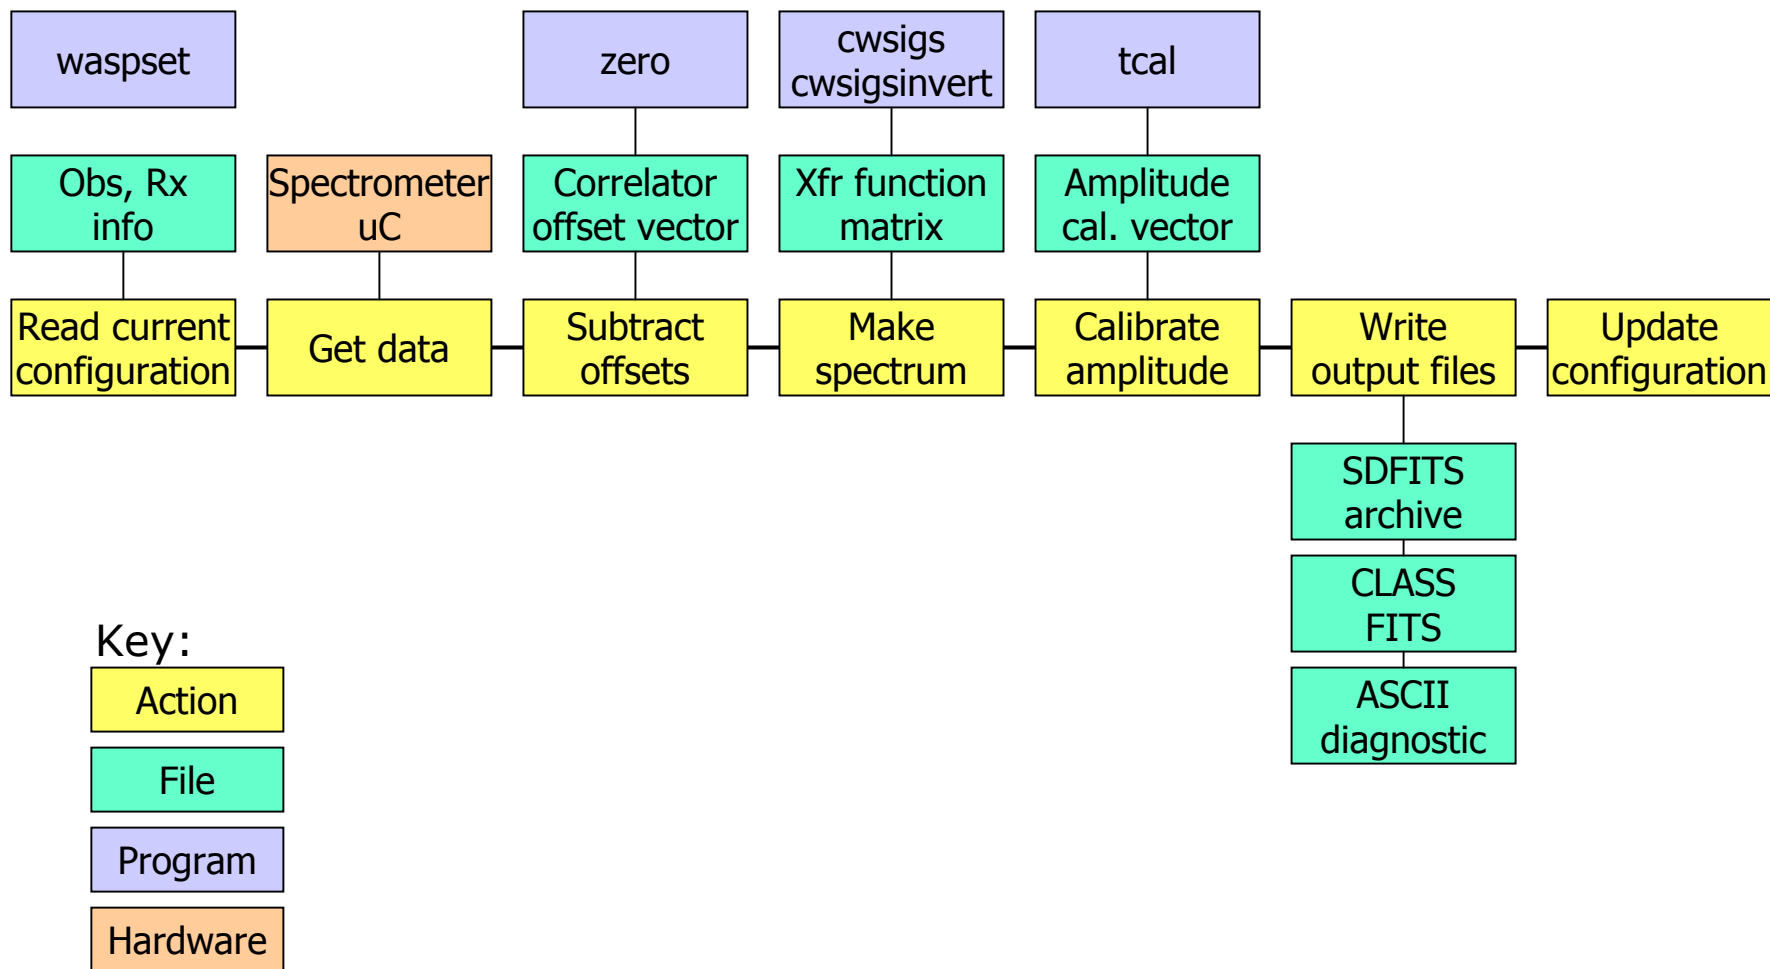 waspset
zero
cwsigs
cwsigsinvert
tcal
Obs, Rx
info
Spectrometer
uC
Correlator
offset vector
Xfr function
matrix
Amplitude
cal. vector
Read current
configuration
Get data
Subtract
offsets
Make
spectrum
Calibrate
amplitude
Write
output files
Update
configuration
SDFITS
archive
CLASS
FITS
ASCII
diagnostic
Key:
Action
File
Program
Hardware